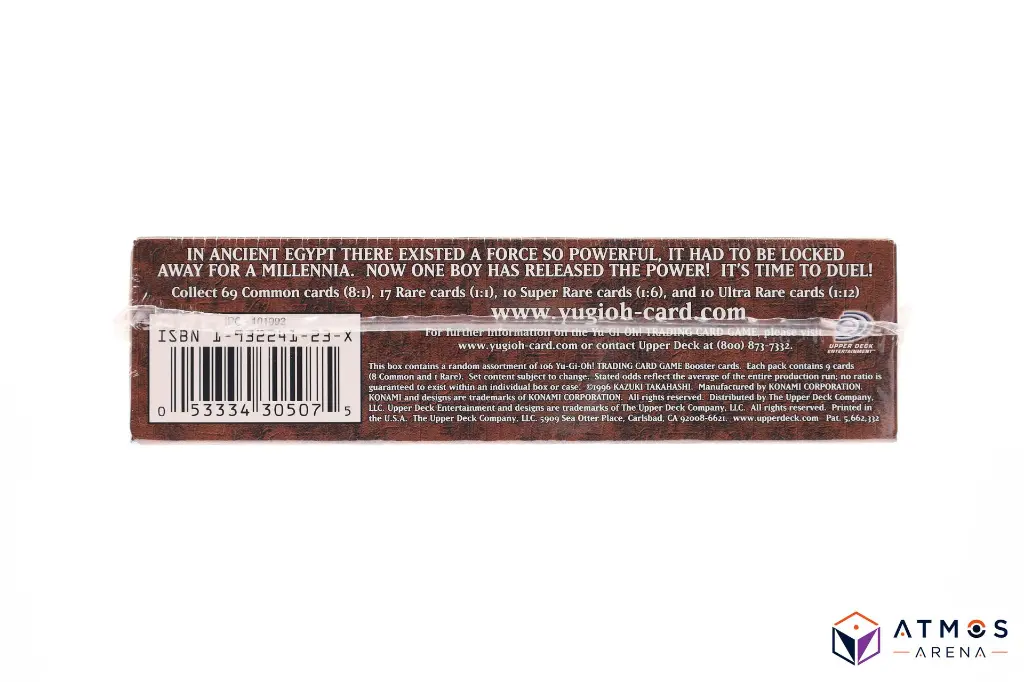 IN ANCIENT EGYPT THERE EXISTED A FORCE SO POWERFUL, IT HAD TO BE LOCKED
AWAY FOR A MILLENNIA. NOW ONE BOY HAS RELEASED THE POWER! IT'S TIME TO DUEL!
Collect 69 Common cards (8:1), 17 Rare cards (1:1), 10 Super Rare cards (1:6), and 10 Ultra Rare cards (1:12)
www.yugioh-card.com
For further information on the Yu-Gi-Oh! TRADING CARD GAME, please visit
www.yugioh-card.com or contact Upper Deck at (800) 873-7332.
UPPER DECK
ENTERTAINMENT
ISBN 1-932241-23-X
0 53334 30507 5
This box contains a random assortment of 106 Yu-Gi-Oh! TRADING CARD GAME Booster cards. Each pack contains 9 cards
(8 Common and 1 Rare). Set content subject to change. Stated odds reflect the average of the entire production run; no ratio is
guaranteed to exist within an individual box or case. ©1996 KAZUKI TAKAHASHI. Manufactured by KONAMI CORPORATION.
KONAMI and designs are trademarks of KONAMI CORPORATION. All rights reserved. Distributed by The Upper Deck Company,
LLC. Upper Deck Entertainment and designs are trademarks of The Upper Deck Company, LLC. All rights reserved. Printed in
the U.S.A. The Upper Deck Company, LLC. 5909 Sea Otter Place, Carlsbad, CA 92008-6621. www.upperdeck.com Pat. 5,662,332
ATMOS
ARENA